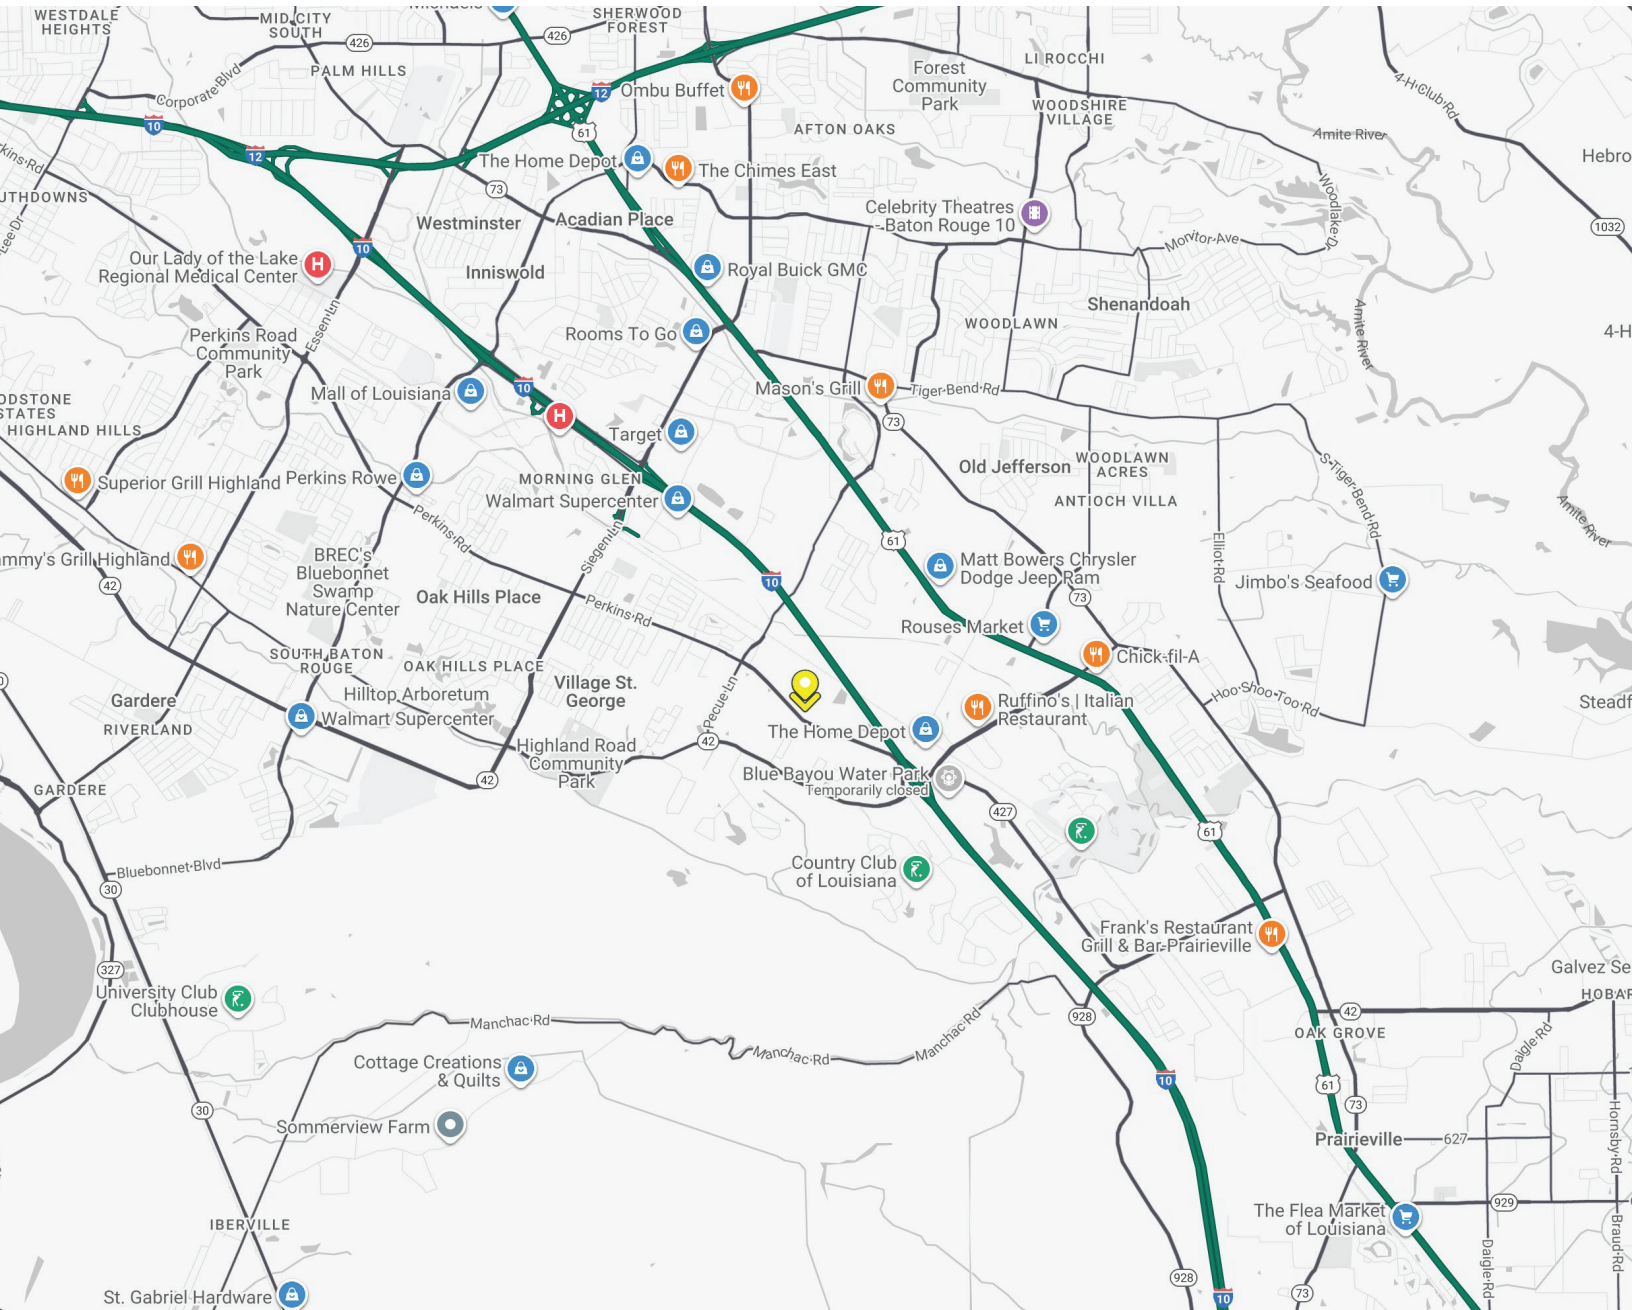 WESTDALE
HEIGHTS
MID CITY
SOUTH
SHERWOOD
FOREST
426
426
PALM HILLS
Corporate Blvd
12
Ombu Buffet
Forest
Community
Park
LI ROCCHI
4-H Club Rd
WOODSHIRE
VILLAGE
10
61
AFTON OAKS
Amite River
12
The Home Depot
The Chimes East
Hebro
73
Westminster
Acadian Place
Celebrity Theatres
- Baton Rouge 10
Woodlake Dr
1032
Lee Dr
10
Monitor Ave
Our Lady of the Lake
Regional Medical Center
Inniswold
Royal Buick GMC
Shenandoah
Essen Ln
Perkins Road
Community
Park
Rooms To Go
WOODLAWN
Amite River
4-H
Mall of Louisiana
10
Mason's Grill
Tiger Bend Rd
HIGHLAND HILLS
73
Target
Superior Grill Highland
Perkins Rowe
MORNING GLEN
Walmart Supercenter
Old Jefferson
WOODLAWN
ACRES
S Tiger Bend Rd
ANTIOCH VILLA
Perkins Rd
Siegen Ln
Amite River
61
ammy's Grill Highland
BREC's
Bluebonnet
Swamp
Nature Center
42
Oak Hills Place
Perkins Rd
10
Matt Bowers Chrysler
Dodge Jeep Ram
Elliot Rd
Jimbo's Seafood
73
Rouses Market
Chick-fil-A
SOUTH BATON
ROUGE
OAK HILLS PLACE
Gardere
Hilltop Arboretum
Walmart Supercenter
Village St.
George
Pecue Ln
Ruffino's | Italian
Restaurant
Hoo Shoo Too Rd
Steadf
RIVERLAND
The Home Depot
Highland Road
Community
Park
42
42
Blue Bayou Water Park
Temporarily closed
GARDERE
427
61
Bluebonnet Blvd
30
Country Club
of Louisiana
Frank's Restaurant
Grill & Bar-Prairieville
327
Galvez Se
HOBAR
University Club
Clubhouse
Manchac Rd
Manchac Rd
Manchac Rd
928
42
OAK GROVE
Daigle Rd
Cottage Creations
& Quilts
10
61
73
30
Sommerview Farm
Prairieville
627
Hornsby Rd
IBERVILLE
The Flea Market
of Louisiana
929
Daigle Rd
Braud Rd
928
73
St. Gabriel Hardware
10